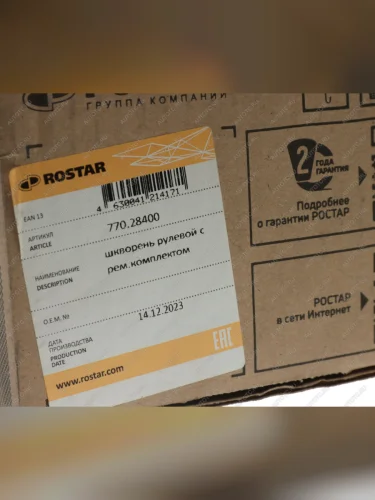 ГРУППА КОМПАНИЙ
ROSTAR
EAN 13
4 630041 214171
АРТИКУЛ
ARTICLE
770.28400
НАИМЕНОВАНИЕ
DESCRIPTION
шкворень рулевой с
рем.комплектом
O.E.M. №
14.12.2023
ДАТА
ПРОИЗВОДСТВА
PRODUCTION
DATE
EAC
www.rostar.com
2 ГОДА
ГАРАНТИЯ
Подробнее
о гарантии РОСТАР
РОСТАР
в сети Интернет